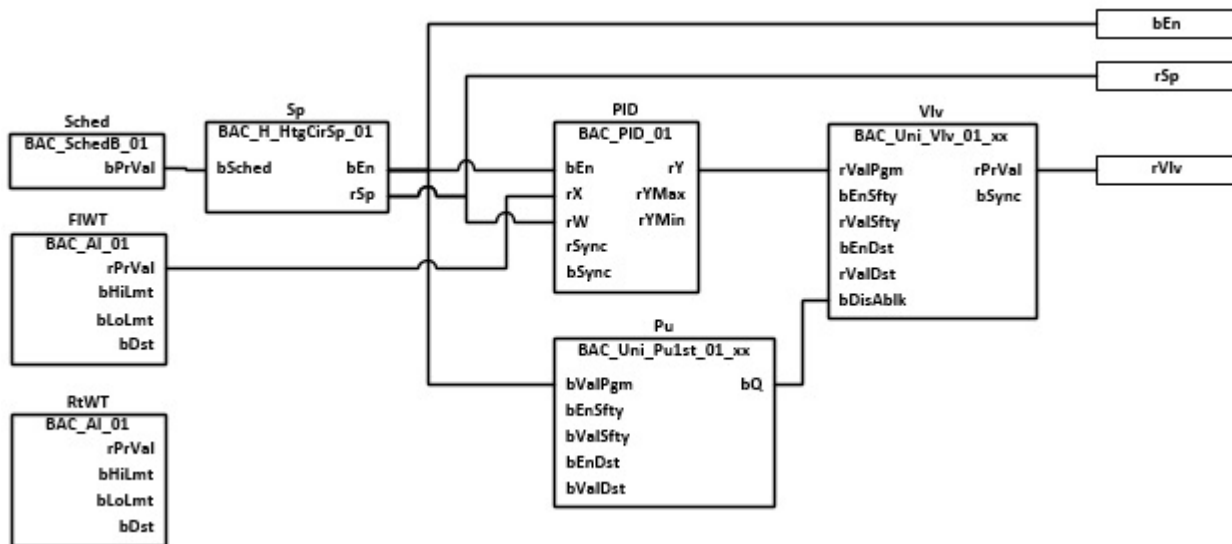 bEn
rSp
Sched
BAC_SchedB_01
bPrVal
Sp
BAC_H_HtgCirSp_01
bSched
bEn
rSp
PID
BAC_PID_01
bEn
rY
rX
rYMax
rW
rYMin
rSync
bSync
Vlv
BAC_Uni_Vlv_01_xx
rValPgm
rPrVal
bEnSfty
bSync
rValSfty
bEnDst
rValDst
bDisAblk
rVlv
FlWT
BAC_AI_01
rPrVal
bHiLmt
bLoLmt
bDst
Pu
BAC_Uni_Pu1st_01_xx
bValPgm
bQ
bEnSfty
bValSfty
bEnDst
bValDst
RtWT
BAC_AI_01
rPrVal
bHiLmt
bLoLmt
bDst